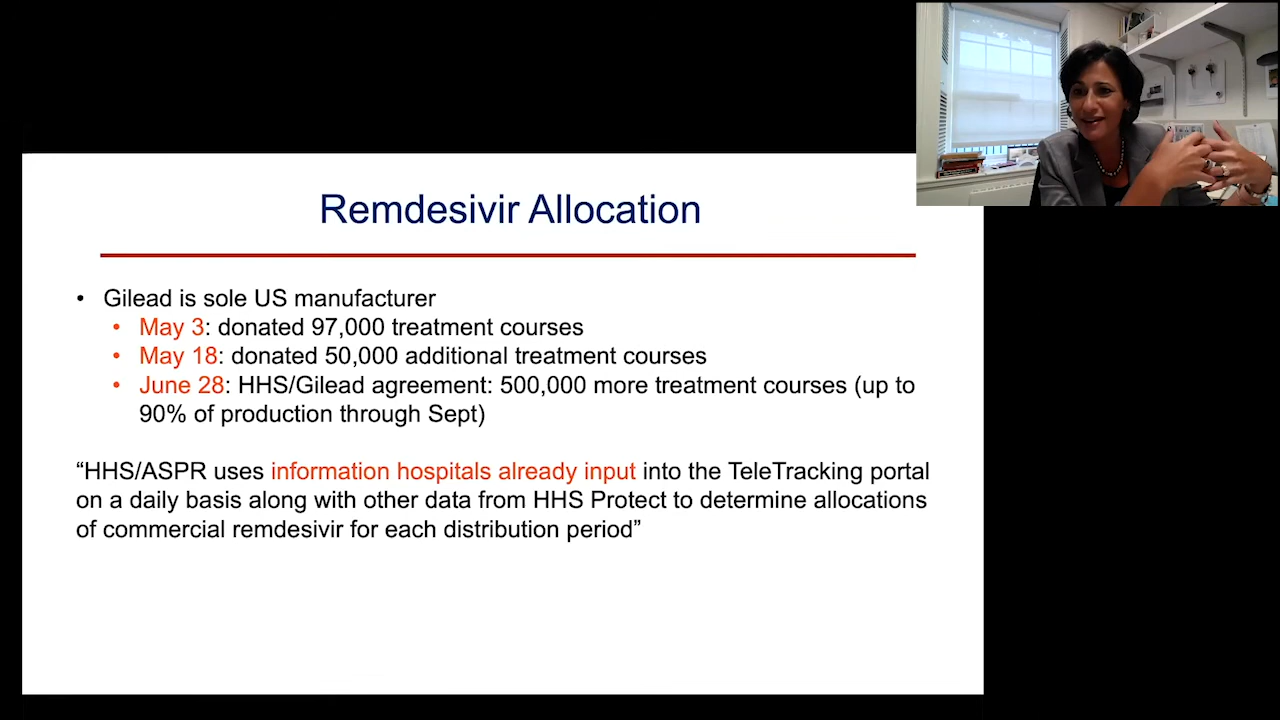 Remdesivir Allocation
• Gilead is sole US manufacturer
• May 3: donated 97,000 treatment courses
• May 18: donated 50,000 additional treatment courses
• June 28: HHS/Gilead agreement: 500,000 more treatment courses (up to
90% of production through Sept)
“HHS/ASPR uses information hospitals already input into the TeleTracking portal
on a daily basis along with other data from HHS Protect to determine allocations
of commercial remdesivir for each distribution period”